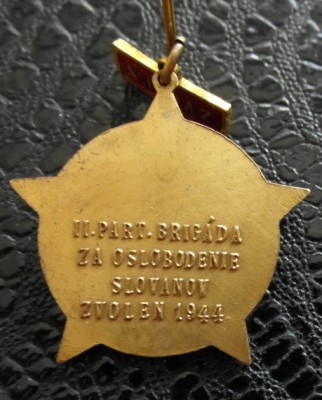 II. PART. BRIGÁDA
ZA OSLOBODENIE
SLOVANOV
ZVOLEN 1944